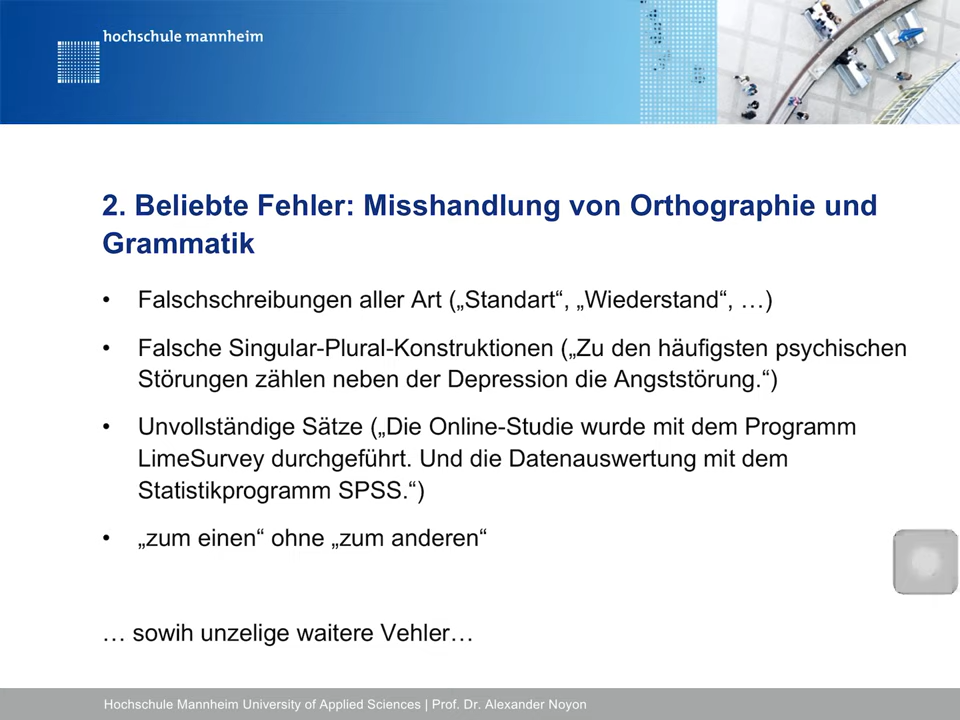 hochschule mannheim
2. Beliebte Fehler: Misshandlung von Orthographie und
Grammatik
• Falschschreibungen aller Art („Standart“, „Wiederstand“, …)
• Falsche Singular-Plural-Konstruktionen („Zu den häufigsten psychischen
Störungen zählen neben der Depression die Angststörung.“)
• Unvollständige Sätze („Die Online-Studie wurde mit dem Programm
LimeSurvey durchgeführt. Und die Datenauswertung mit dem
Statistikprogramm SPSS.“)
• „zum einen“ ohne „zum anderen“
… sowih unzelige waitere Vehler…
Hochschule Mannheim University of Applied Sciences | Prof. Dr. Alexander Noyon